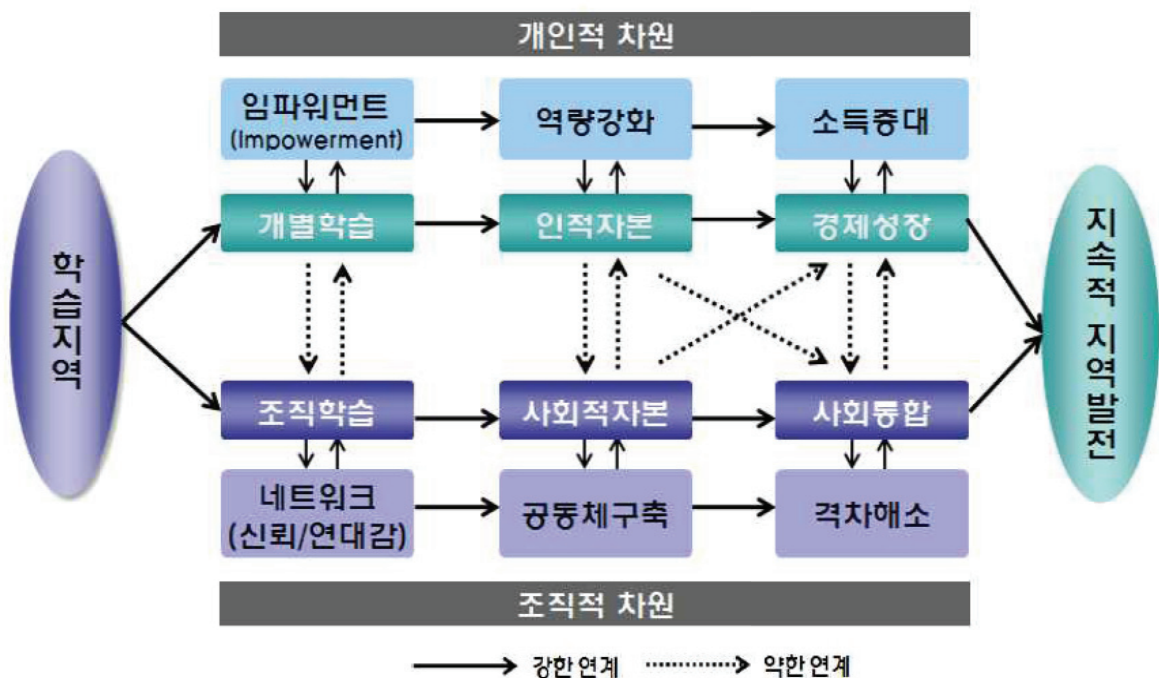 개인적 차원
임파워먼트
(Impowerment)
역량강화
소득증대
개별학습
인적자본
경제성장
학습지역
지속적 지역발전
조직학습
사회적자본
사회통합
네트워크
(신뢰/연대감)
공동체구축
격차해소
조직적 차원
강한 연계
약한 연계